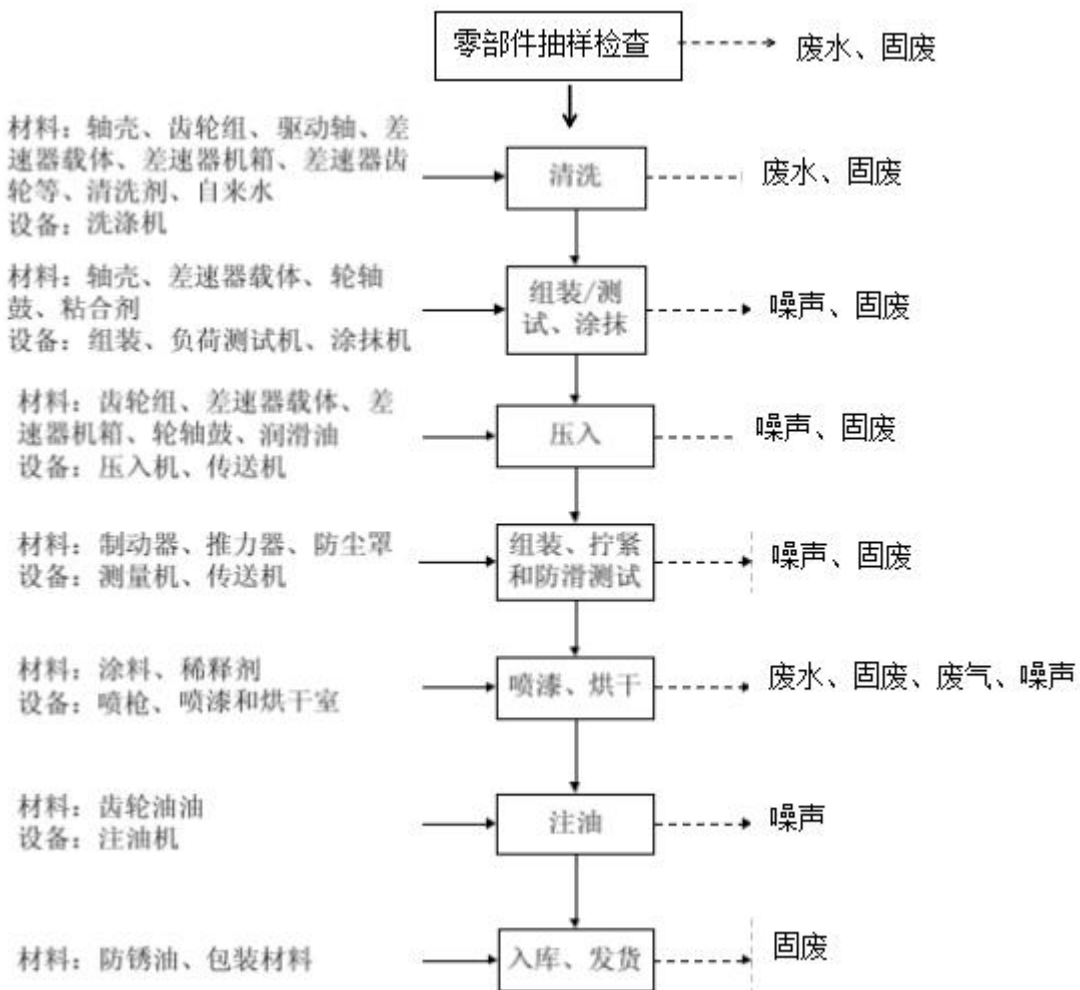 零部件抽样检查
废水、固废
材料：轴壳、齿轮组、驱动轴、差
速器载体、差速器机箱、差速器齿
轮等、清洗剂、自来水
设备：洗涤机
清洗
废水、固废
材料：轴壳、差速器载体、轮轴
鼓、粘合剂
设备：组装、负荷测试机、涂抹机
组装/测
试、涂抹
噪声、固废
材料：齿轮组、差速器载体、差
速器机箱、轮轴鼓、润滑油
设备：压入机、传送机
压入
噪声、固废
材料：制动器、推力器、防尘罩
设备：测量机、传送机
组装、拧紧
和防滑测试
噪声、固废
材料：涂料、稀释剂
设备：喷枪、喷漆和烘干室
喷漆、烘干
废水、固废、废气、噪声
材料：齿轮油油
设备：注油机
注油
噪声
材料：防锈油、包装材料
入库、发货
固废